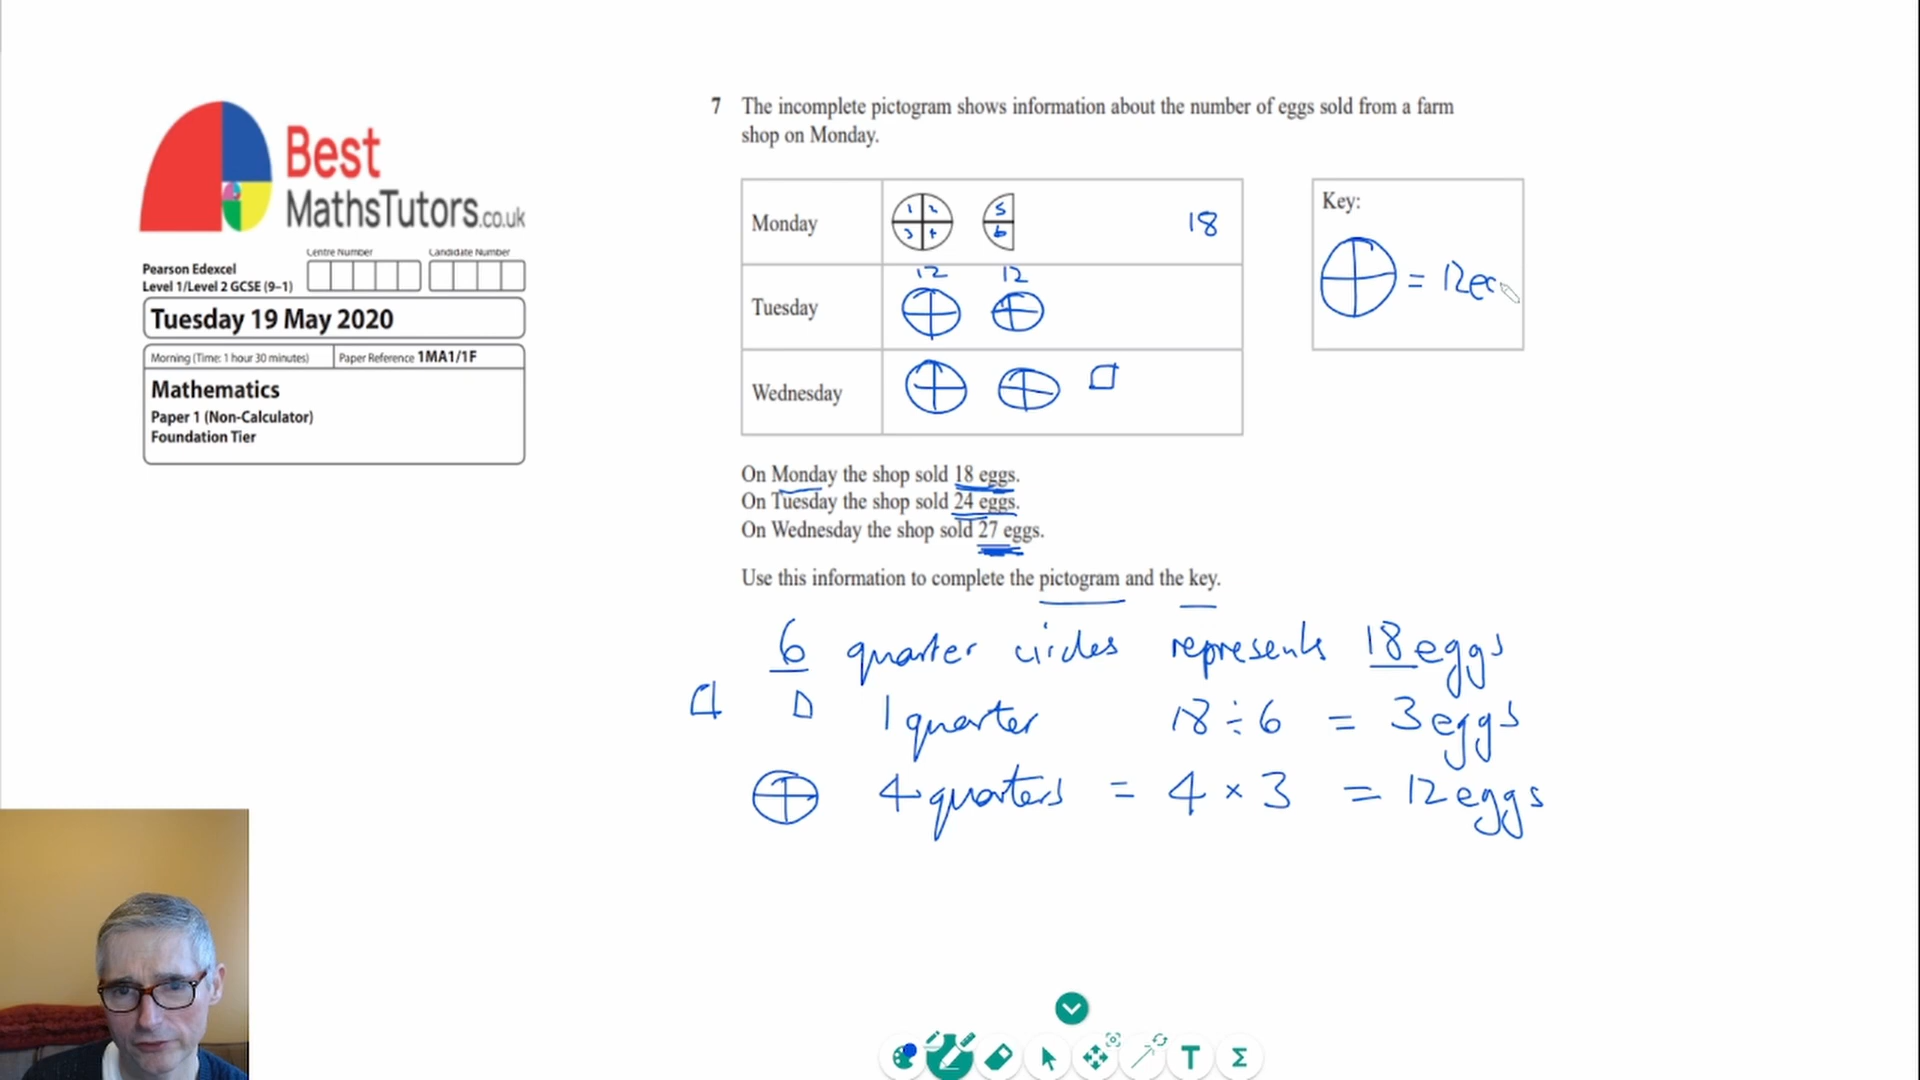 Best
MathsTutors.co.uk
Centre Number
Candidate Number
Pearson Edexcel
Level 1/Level 2 GCSE (9–1)
Tuesday 19 May 2020
Morning (Time: 1 hour 30 minutes)
Paper Reference 1MA1/1F
Mathematics
Paper 1 (Non-Calculator)
Foundation Tier
7 The incomplete pictogram shows information about the number of eggs sold from a farm
shop on Monday.
Monday
1 2
3 4
5
6
18
Tuesday
12 12
Wednesday
Key:
= 12
On Monday the shop sold 18 eggs.
On Tuesday the shop sold 24 eggs.
On Wednesday the shop sold 27 eggs.
Use this information to complete the pictogram and the key.
6 quarter circles represents 18 eggs
1 quarter 18 ÷ 6 = 3 eggs
4 quarters = 4 × 3 = 12 eggs
T
Σ